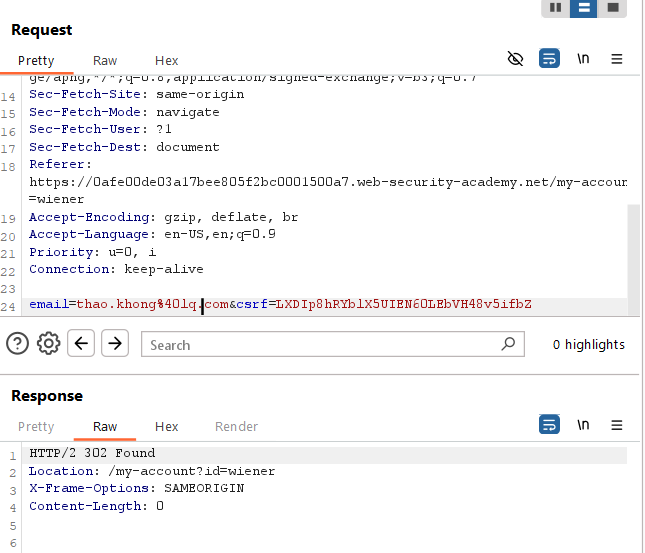 Request
Pretty Raw Hex \n
ge/apng,*/*;q=0.8,application/signed-exchange;v=b3;q=0.7
14 Sec-Fetch-Site: same-origin
15 Sec-Fetch-Mode: navigate
16 Sec-Fetch-User: ?1
17 Sec-Fetch-Dest: document
18 Referer:
https://0afe00de03a17bee805f2bc0001500a7.web-security-academy.net/my-accoun
=wiener
19 Accept-Encoding: gzip, deflate, br
20 Accept-Language: en-US,en;q=0.9
21 Priority: u=0, i
22 Connection: keep-alive
23
24 email=thao.khong%40lq.com&csrf=LXDIp8hRYblX5UIEN60LEbVH48v5ifbZ
Search 0 highlights
Response
Pretty Raw Hex Render \n
1 HTTP/2 302 Found
2 Location: /my-account?id=wiener
3 X-Frame-Options: SAMEORIGIN
4 Content-Length: 0
5
6